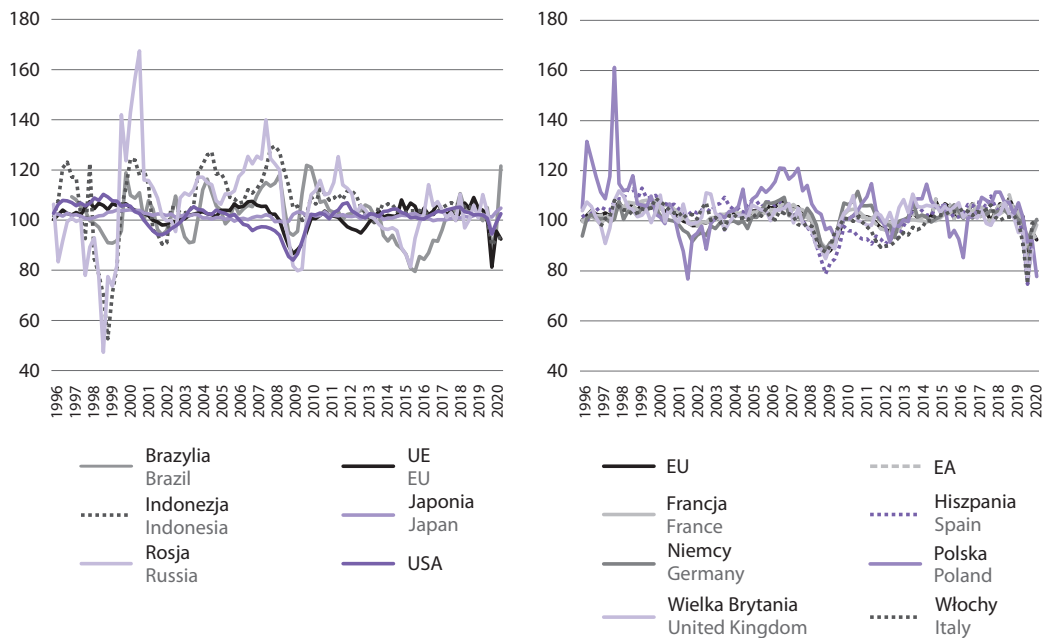 180
160
140
120
100
80
60
40
1996
1997
1998
1999
2000
2001
2002
2003
2004
2005
2006
2007
2008
2009
2010
2011
2012
2013
2014
2015
2016
2017
2018
2019
2020
Brazylia
Brazil
Indonezja
Indonesia
Rosja
Russia
UE
EU
Japonia
Japan
USA
180
160
140
120
100
80
60
40
1996
1997
1998
1999
2000
2001
2002
2003
2004
2005
2006
2007
2008
2009
2010
2011
2012
2013
2014
2015
2016
2017
2018
2019
2020
EU
Francja
France
Niemcy
Germany
Wielka Brytania
United Kingdom
EA
Hiszpania
Spain
Polska
Poland
Włochy
Italy